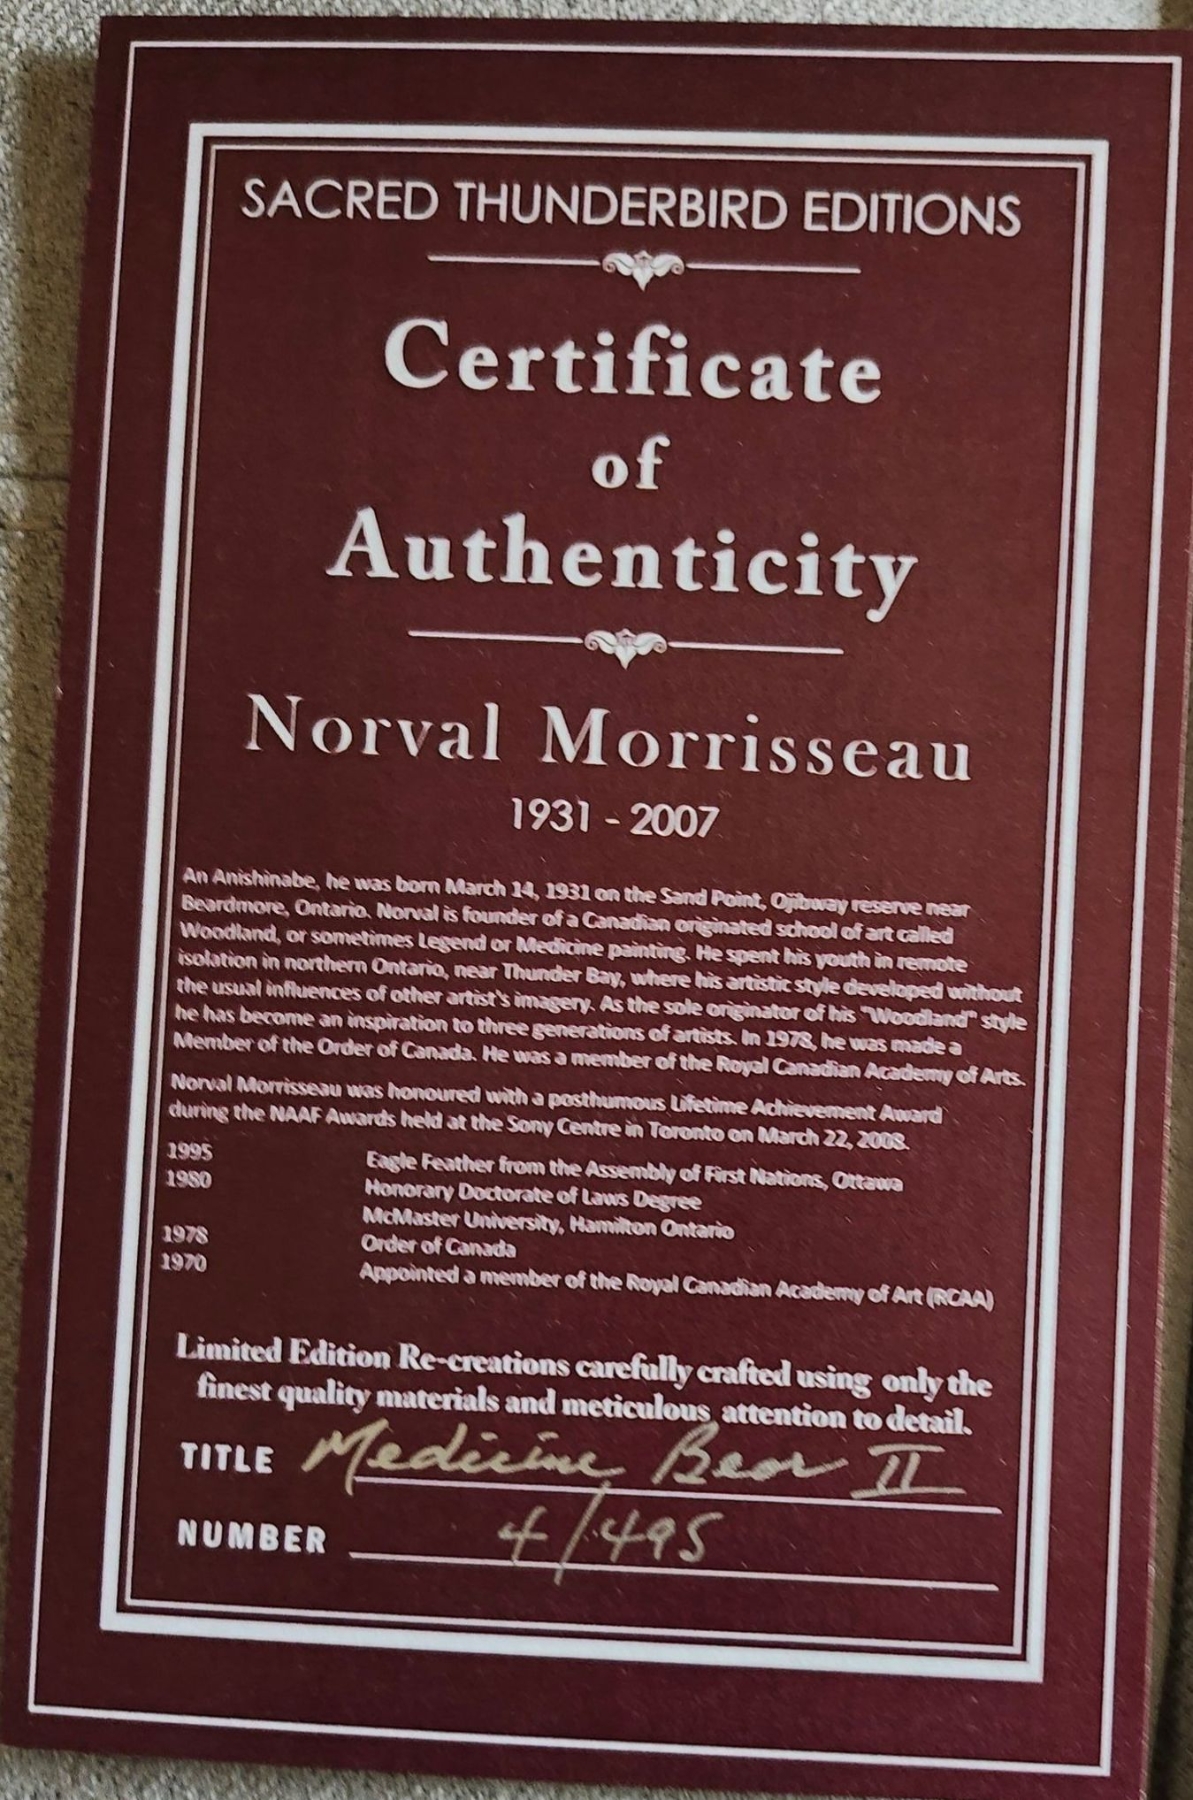 SACRED THUNDERBIRD EDITIONS
Certificate
of
Authenticity
Norval Morrisseau
1931 - 2007
An Anishinabe, he was born March 14, 1931 on the Sand Point, Ojibway reserve near
Beardmore, Ontario. Norval is founder of a Canadian originated school of art called
Woodland, or sometimes Legend or Medicine painting. He spent his youth in remote
isolation in northern Ontario, near Thunder Bay, where his artistic style developed without
the usual influences of other artist's imagery. As the sole originator of his "Woodland" style
he has become an inspiration to three generations of artists. In 1978, he was made a
Member of the Order of Canada. He was a member of the Royal Canadian Academy of Arts.
Norval Morrisseau was honoured with a posthumous Lifetime Achievement Award
during the NAAF Awards held at the Sony Centre in Toronto on March 22, 2008.
1995 Eagle Feather from the Assembly of First Nations, Ottawa
1980 Honorary Doctorate of Laws Degree
McMaster University, Hamilton Ontario
1978 Order of Canada
1970 Appointed a member of the Royal Canadian Academy of Art (RCAA)
Limited Edition Re-creations carefully crafted using only the
finest quality materials and meticulous attention to detail.
TITLE Medicine Bear II
NUMBER 4/495